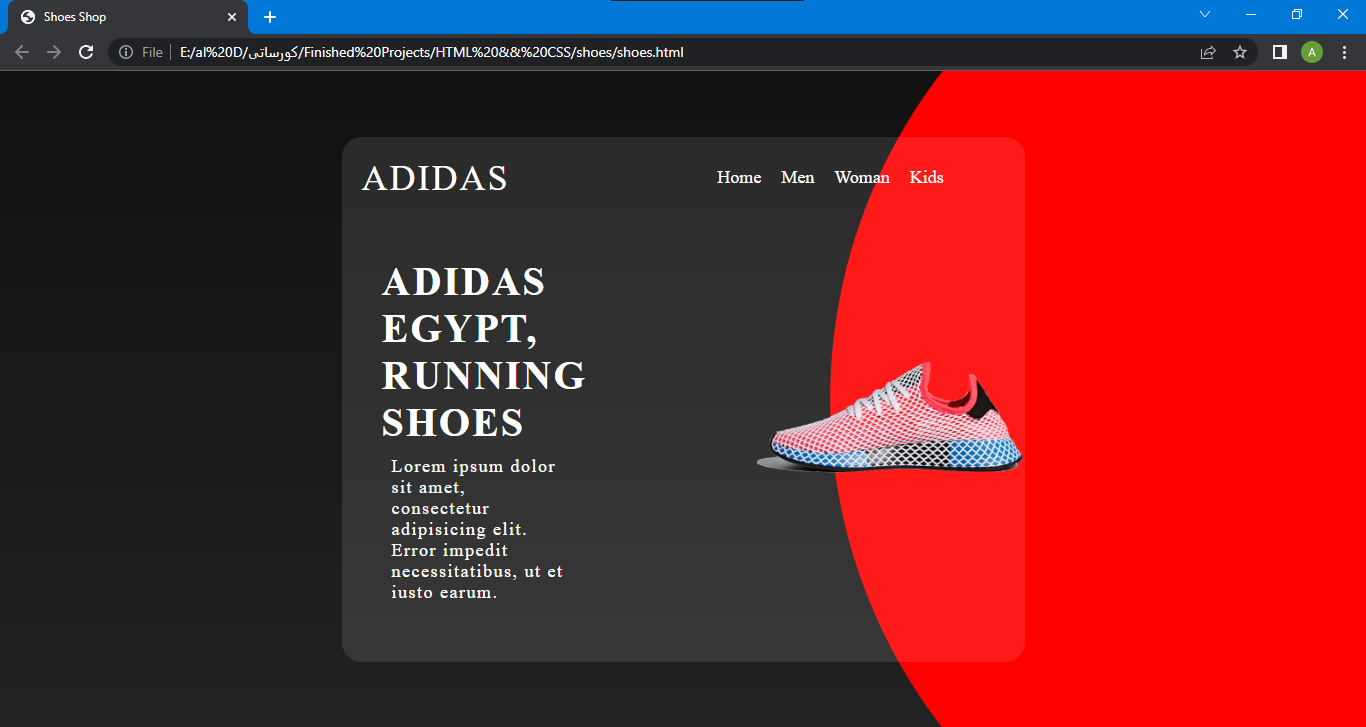 Shoes Shop
File
E:/al%20D/كورساتى/Finished%20Projects/HTML%20&&%20CSS/shoes/shoes.html
A
ADIDAS
Home Men Woman Kids
ADIDAS
EGYPT,
RUNNING
SHOES
Lorem ipsum dolor
sit amet,
consectetur
adipisicing elit.
Error impedit
necessitatibus, ut et
iusto earum.